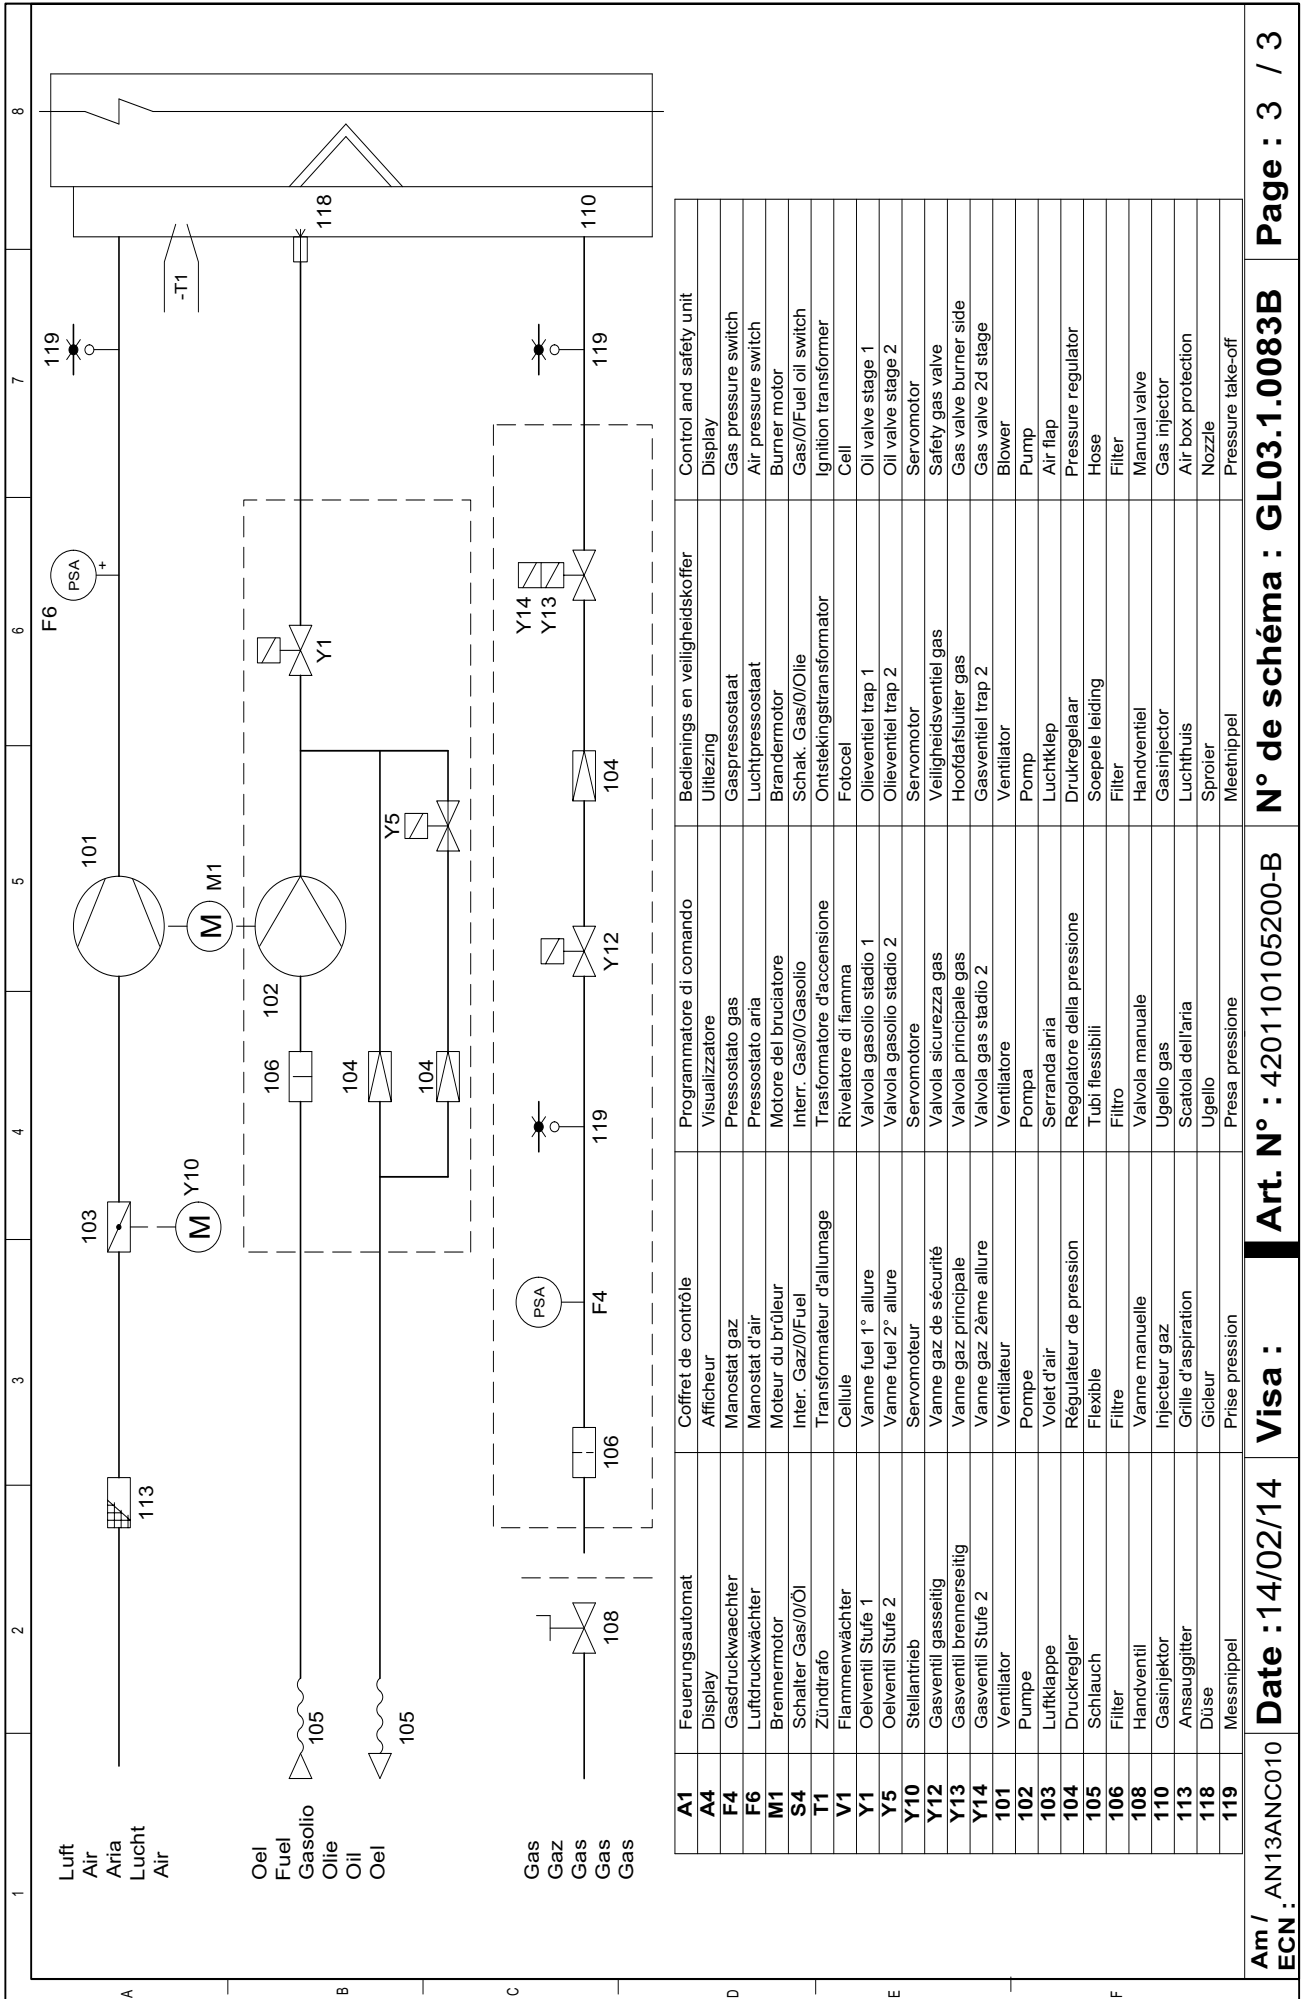 1 2 3 4 5 6 7 8
A
B
C
D
E
F
Luft
Air
Aria
Lucht
Air
113
103
Y10
M
101
M1
M
F6
PSA
+
119
-T1
Oel
Fuel
Gasolio
Olie
Oil
Oel
105
105
106
102
104
104
Y5
Y1
118
Gas
Gaz
Gas
Gas
Gas
108
106
PSA
F4
119
Y12
104
Y14
Y13
119
110
A1 Feuerungsautomat Coffret de contrôle Programmatore di comando Bedienings en veiligheidskoffer Control and safety unit
A4 Display Afficheur Visualizzatore Uitlezing Display
F4 Gasdruckwaechter Manostat gaz Pressostato gas Gaspressostaat Gas pressure switch
F6 Luftdruckwächter Manostat d'air Pressostato aria Luchtpressostaat Air pressure switch
M1 Brennermotor Moteur du brûleur Motore del bruciatore Brandermotor Burner motor
S4 Schalter Gas/0/Öl Inter. Gaz/0/Fuel Interr. Gas/0/Gasolio Schak. Gas/0/Olie Gas/0/Fuel oil switch
T1 Zündtrafo Transformateur d'allumage Trasformatore d'accensione Ontstekingstransformator Ignition transformer
V1 Flammenwächter Cellule Rivelatore di fiamma Fotocel Cell
Y1 Oelventil Stufe 1 Vanne fuel 1° allure Valvola gasolio stadio 1 Olieventiel trap 1 Oil valve stage 1
Y5 Oelventil Stufe 2 Vanne fuel 2° allure Valvola gasolio stadio 2 Olieventiel trap 2 Oil valve stage 2
Y10 Stellantrieb Servomoteur Servomotore Servomotor Servomotor
Y12 Gasventil gasseitig Vanne gaz de sécurité Valvola sicurezza gas Veiligheidsventiel gas Safety gas valve
Y13 Gasventil brennerseitig Vanne gaz principale Valvola principale gas Hoofdafsluiter gas Gas valve burner side
Y14 Gasventil Stufe 2 Vanne gaz 2ème allure Valvola gas stadio 2 Gasventiel trap 2 Gas valve 2d stage
101 Ventilator Ventilateur Ventilatore Ventilator Blower
102 Pumpe Pompe Pompa Pomp Pump
103 Luftklappe Volet d'air Serranda aria Luchtklep Air flap
104 Druckregler Régulateur de pression Regolatore della pressione Drukregelaar Pressure regulator
105 Schlauch Flexible Tubi flessibili Soepele leiding Hose
106 Filter Filtre Filtro Filter Filter
108 Handventil Vanne manuelle Valvola manuale Handventiel Manual valve
110 Gasinjektor Injecteur gaz Ugello gas Gasinjector Gas injector
113 Ansauggitter Grille d'aspiration Scatola dell'aria Luchthuis Air box protection
118 Düse Gicleur Ugello Sproier Nozzle
119 Messnippel Prise pression Presa pressione Meetnippel Pressure take-off
Am / ECN : AN13ANC010 Date : 14/02/14 Visa : Art. N° : 420110105200-B N° de schéma : GL03.1.0083B Page : 3 / 3